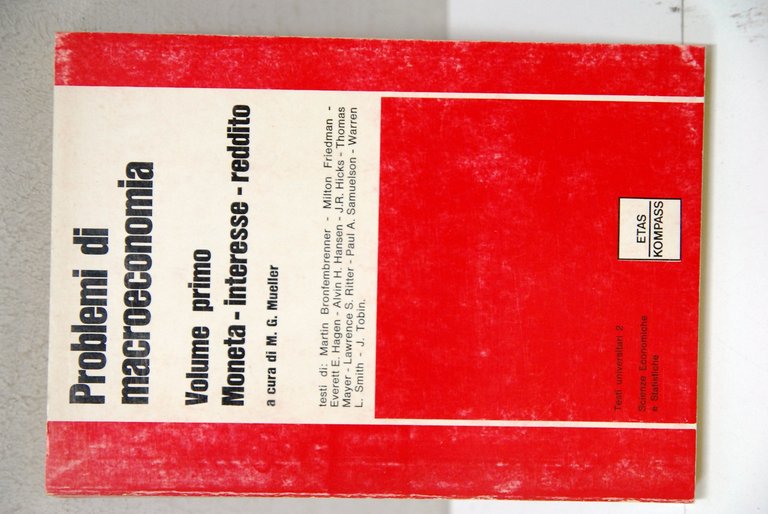 Problemi di
macroeconomia
Volume primo
Moneta - interesse - reddito
a cura di M. G. Mueller
testi di: Martin Bronfembrenner - Milton Friedman -
Everett E. Hagen - Alvin H. Hansen - J.R. Hicks - Thomas
Mayer - Lawrence S. Ritter - Paul A. Samuelson - Warren
L. Smith - J. Tobin.
ETAS
KOMPASS
Testi universitari 2
Scienze Economiche
e Statistiche